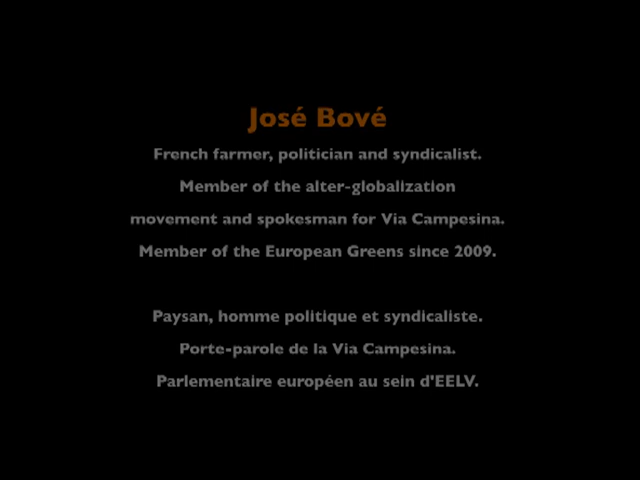 José Bové
French farmer, politician and syndicalist.
Member of the alter-globalization
movement and spokesman for Via Campesina.
Member of the European Greens since 2009.
Paysan, homme politique et syndicaliste.
Porte-parole de la Via Campesina.
Parlementaire européen au sein d'EELV.